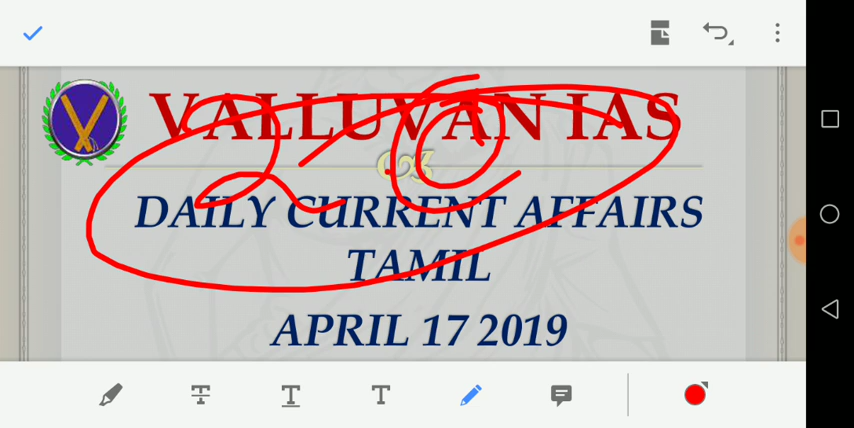 VALLUVAN IAS
DAILY CURRENT AFFAIRS
TAMIL
APRIL 17 2019